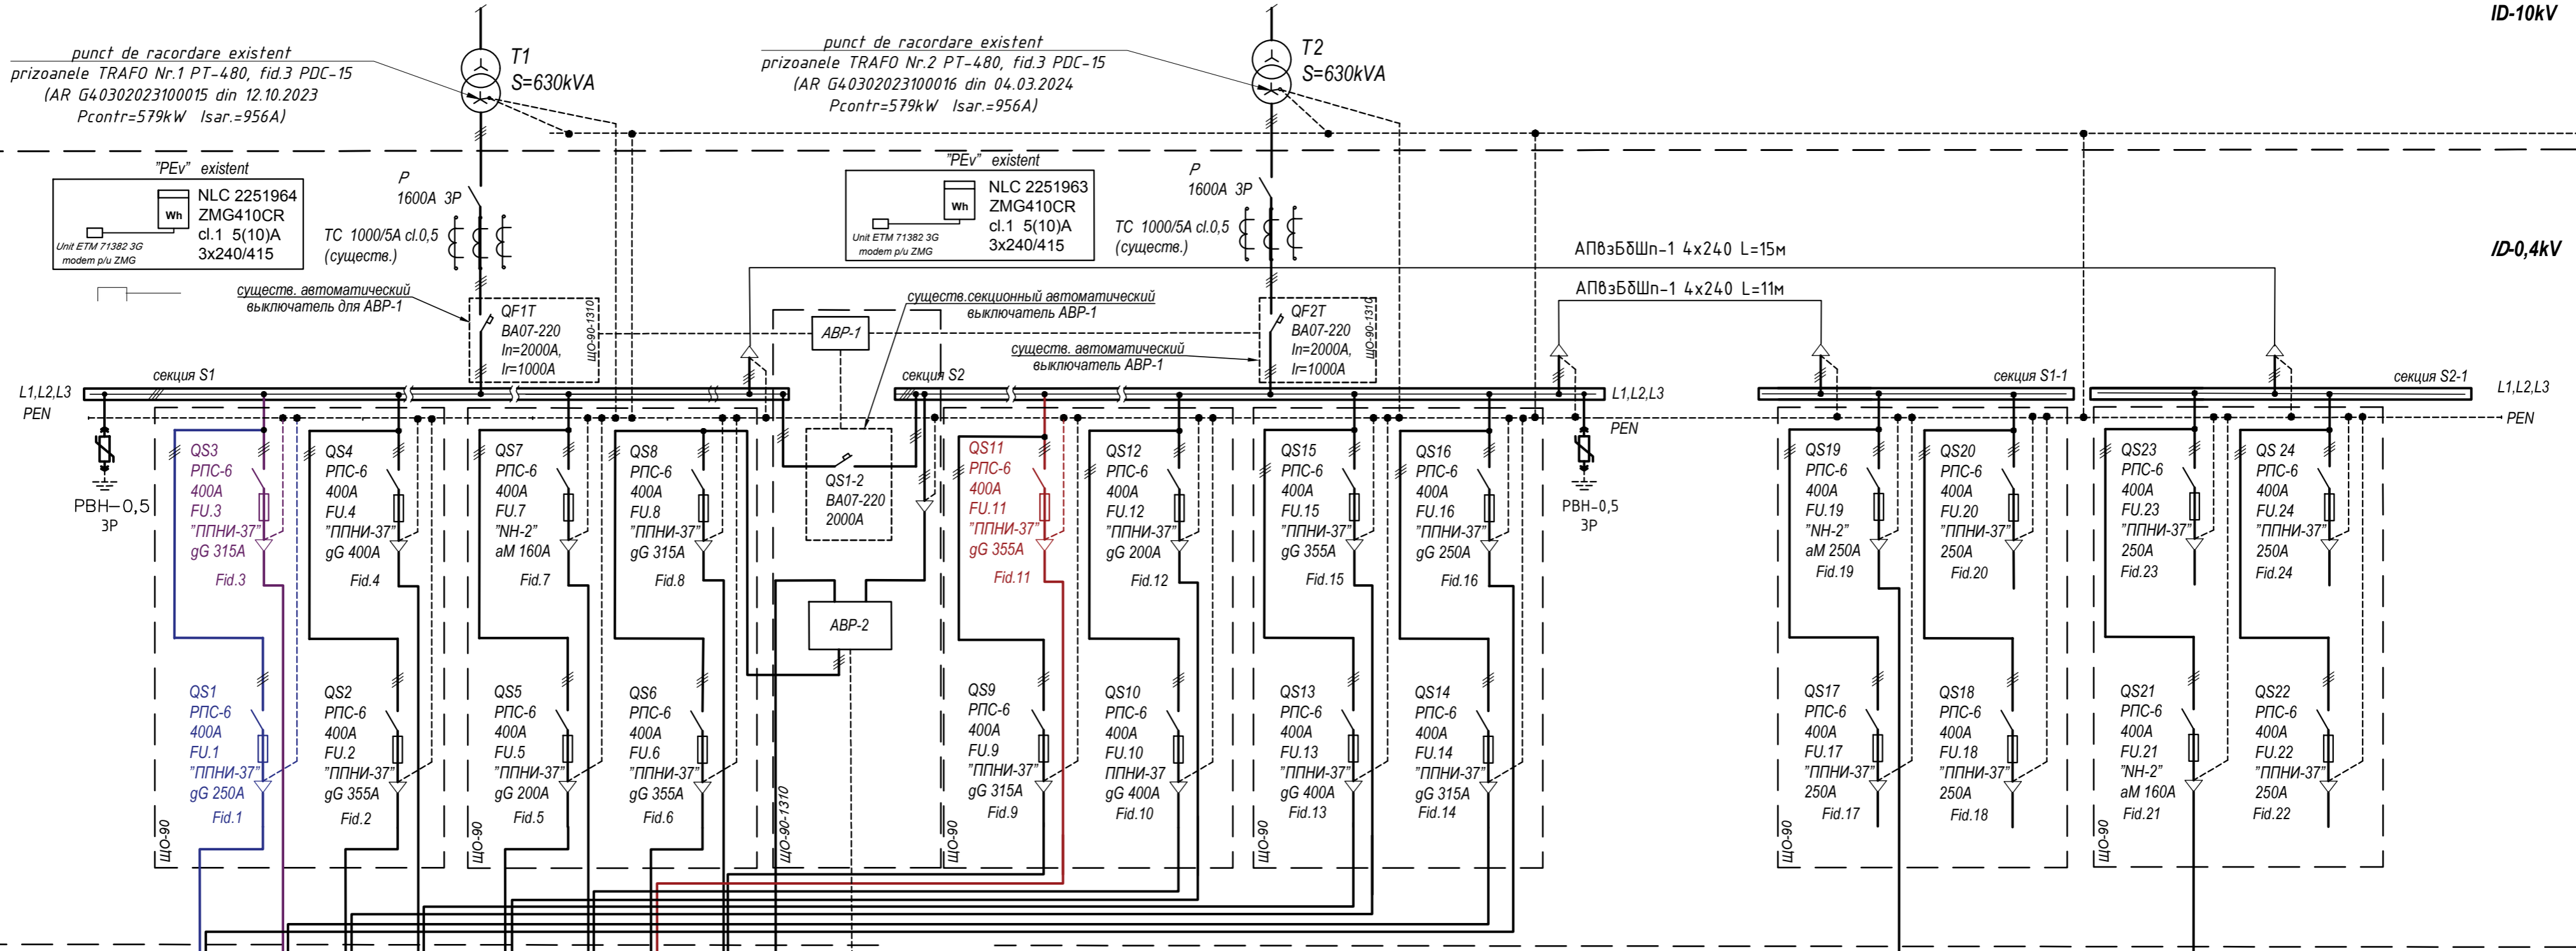 ID-10kV
punct de racordare existent
prizoanele TRAFO Nr.1 PT-480, fid.3 PDC-15
(AR G40302023100015 din 12.10.2023
Pcontr=579kW Isar.=956A)
T1
S=630kVA
punct de racordare existent
prizoanele TRAFO Nr.2 PT-480, fid.3 PDC-15
(AR G40302023100016 din 04.03.2024
Pcontr=579kW Isar.=956A)
T2
S=630kVA
"PEv" existent
Wh
NLC 2251964
ZMG410CR
cl.1 5(10)A
3x240/415
Unit ETM 71382 3G
modem p/u ZMG
P
1600A 3P
TC 1000/5A cl.0,5
(существ.)
"PEv" existent
Wh
NLC 2251963
ZMG410CR
cl.1 5(10)A
3x240/415
Unit ETM 71382 3G
modem p/u ZMG
P
1600A 3P
TC 1000/5A cl.0,5
(существ.)
АПвзБбШп-1 4x240 L=15м
ID-0,4kV
АПвзБбШп-1 4x240 L=11м
существ. автоматический
выключатель для АВР-1
QF1T
ВА07-220
In=2000A,
Ir=1000A
ЩО-90-1310
АВР-1
существ.секционный автоматический
выключатель АВР-1
существ. автоматический
выключатель АВР-1
QF2T
ВА07-220
In=2000A,
Ir=1000A
ЩО-90-1310
секция S1
секция S2
секция S1-1
секция S2-1
L1,L2,L3
PEN
L1,L2,L3
PEN
L1,L2,L3
PEN
РВН-0,5
3P
РВН-0,5
3P
QS3
РПС-6
400A
FU.3
"ППНИ-37"
gG 315A
Fid.3
QS4
РПС-6
400A
FU.4
"ППНИ-37"
gG 400A
Fid.4
QS7
РПС-6
400A
FU.7
"NH-2"
aM 160A
Fid.7
QS8
РПС-6
400A
FU.8
"ППНИ-37"
gG 315A
Fid.8
QS1-2
ВА07-220
2000A
QS11
РПС-6
400A
FU.11
"ППНИ-37"
gG 355A
Fid.11
QS12
РПС-6
400A
FU.12
"ППНИ-37"
gG 200A
Fid.12
QS15
РПС-6
400A
FU.15
"ППНИ-37"
gG 355A
Fid.15
QS16
РПС-6
400A
FU.16
"ППНИ-37"
gG 250A
Fid.16
QS19
РПС-6
400A
FU.19
"NH-2"
aM 250A
Fid.19
QS20
РПС-6
400A
FU.20
"ППНИ-37"
250A
Fid.20
QS23
РПС-6
400A
FU.23
"ППНИ-37"
250A
Fid.23
QS 24
РПС-6
400A
FU.24
"ППНИ-37"
250A
Fid.24
АВР-2
QS1
РПС-6
400A
FU.1
"ППНИ-37"
gG 250A
Fid.1
QS2
РПС-6
400A
FU.2
"ППНИ-37"
gG 355A
Fid.2
QS5
РПС-6
400A
FU.5
"ППНИ-37"
gG 200A
Fid.5
QS6
РПС-6
400A
FU.6
"ППНИ-37"
gG 355A
Fid.6
QS9
РПС-6
400A
FU.9
"ППНИ-37"
gG 315A
Fid.9
QS10
РПС-6
400A
FU.10
ППНИ-37
gG 400A
Fid.10
QS13
РПС-6
400A
FU.13
"ППНИ-37"
gG 400A
Fid.13
QS14
РПС-6
400A
FU.14
"ППНИ-37"
gG 315A
Fid.14
QS17
РПС-6
400A
FU.17
"ППНИ-37"
250A
Fid.17
QS18
РПС-6
400A
FU.18
"ППНИ-37"
250A
Fid.18
QS21
РПС-6
400A
FU.21
"NH-2"
aM 160A
Fid.21
QS22
РПС-6
400A
FU.22
"ППНИ-37"
250A
Fid.22
ЩО-90
ЩО-90
ЩО-90-1310
ЩО-90
ЩО-90
ЩО-90
ЩО-90